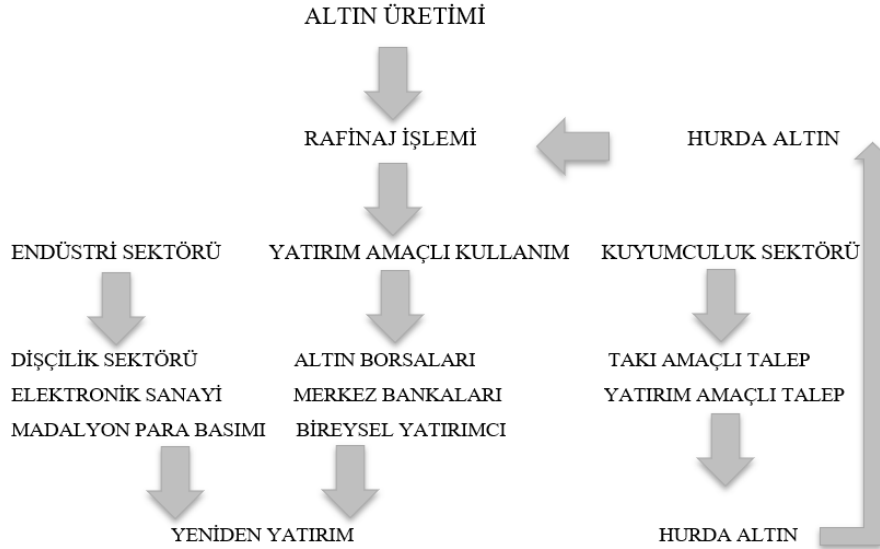 ALTIN ÜRETİMİ
RAFİNAJ İŞLEMİ
HURDA ALTIN
ENDÜSTRİ SEKTÖRÜ
YATIRIM AMAÇLI KULLANIM
KUYUMCULUK SEKTÖRÜ
DİŞÇİLİK SEKTÖRÜ
ELEKTRONİK SANAYİ
MADALYON PARA BASIMI
ALTIN BORSALARI
MERKEZ BANKALARI
BİREYSEL YATIRIMCI
TAKI AMAÇLI TALEP
YATIRIM AMAÇLI TALEP
YENİDEN YATIRIM
HURDA ALTIN